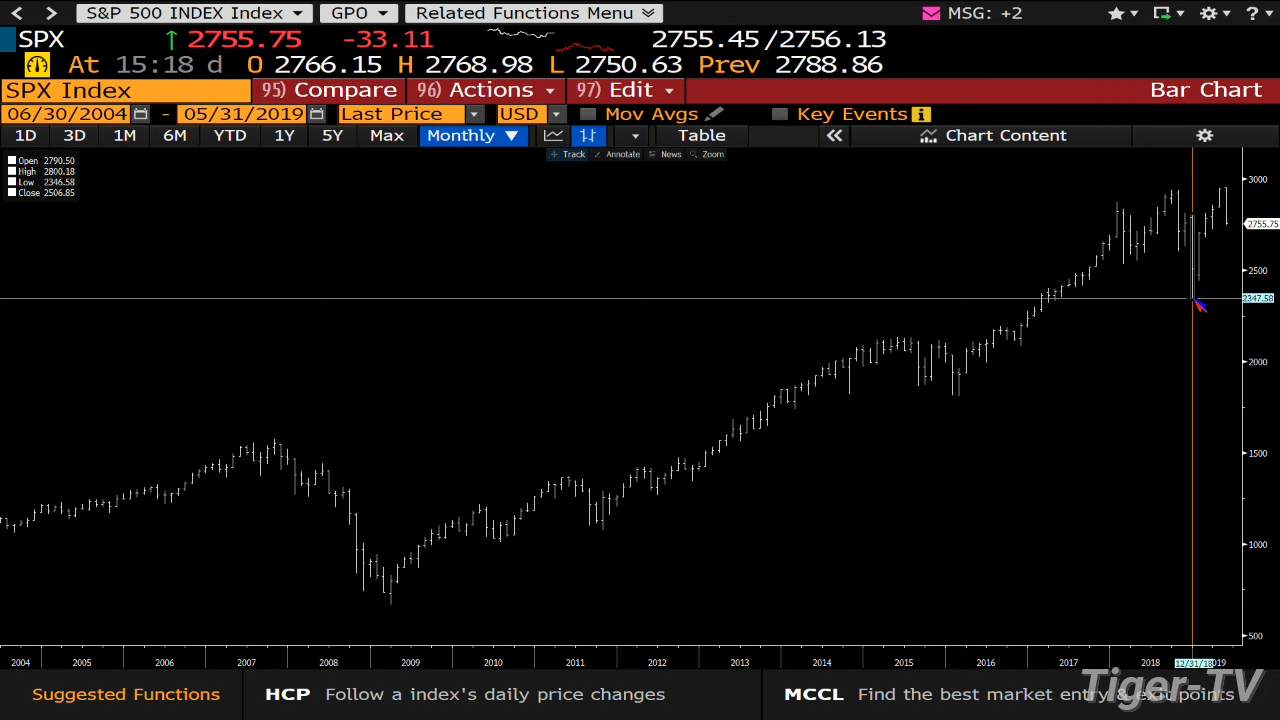 S&P 500 INDEX Index GPO Related Functions Menu MSG: +2 ?
SPX ↑ 2755.75 -33.11 2755.45/2756.13
At 15:18 d O 2766.15 H 2768.98 L 2750.63 Prev 2788.86
SPX Index 95) Compare 96) Actions 97) Edit Bar Chart
06/30/2004 - 05/31/2019 Last Price USD Mov Avgs Key Events i
1D 3D 1M 6M YTD 1Y 5Y Max Monthly ▼ Table « Chart Content
Track Annotate News Zoom
Open 2790.50
High 2800.18
Low 2346.58
Close 2506.85
3000
2755.75
2500
2347.58
2000
1500
1000
500
2004 2005 2006 2007 2008 2009 2010 2011 2012 2013 2014 2015 2016 2017 2018 12/31/18 2019
Suggested Functions HCP Follow a index's daily price changes MCCL Find the best market entry & exit points
Tiger-TV